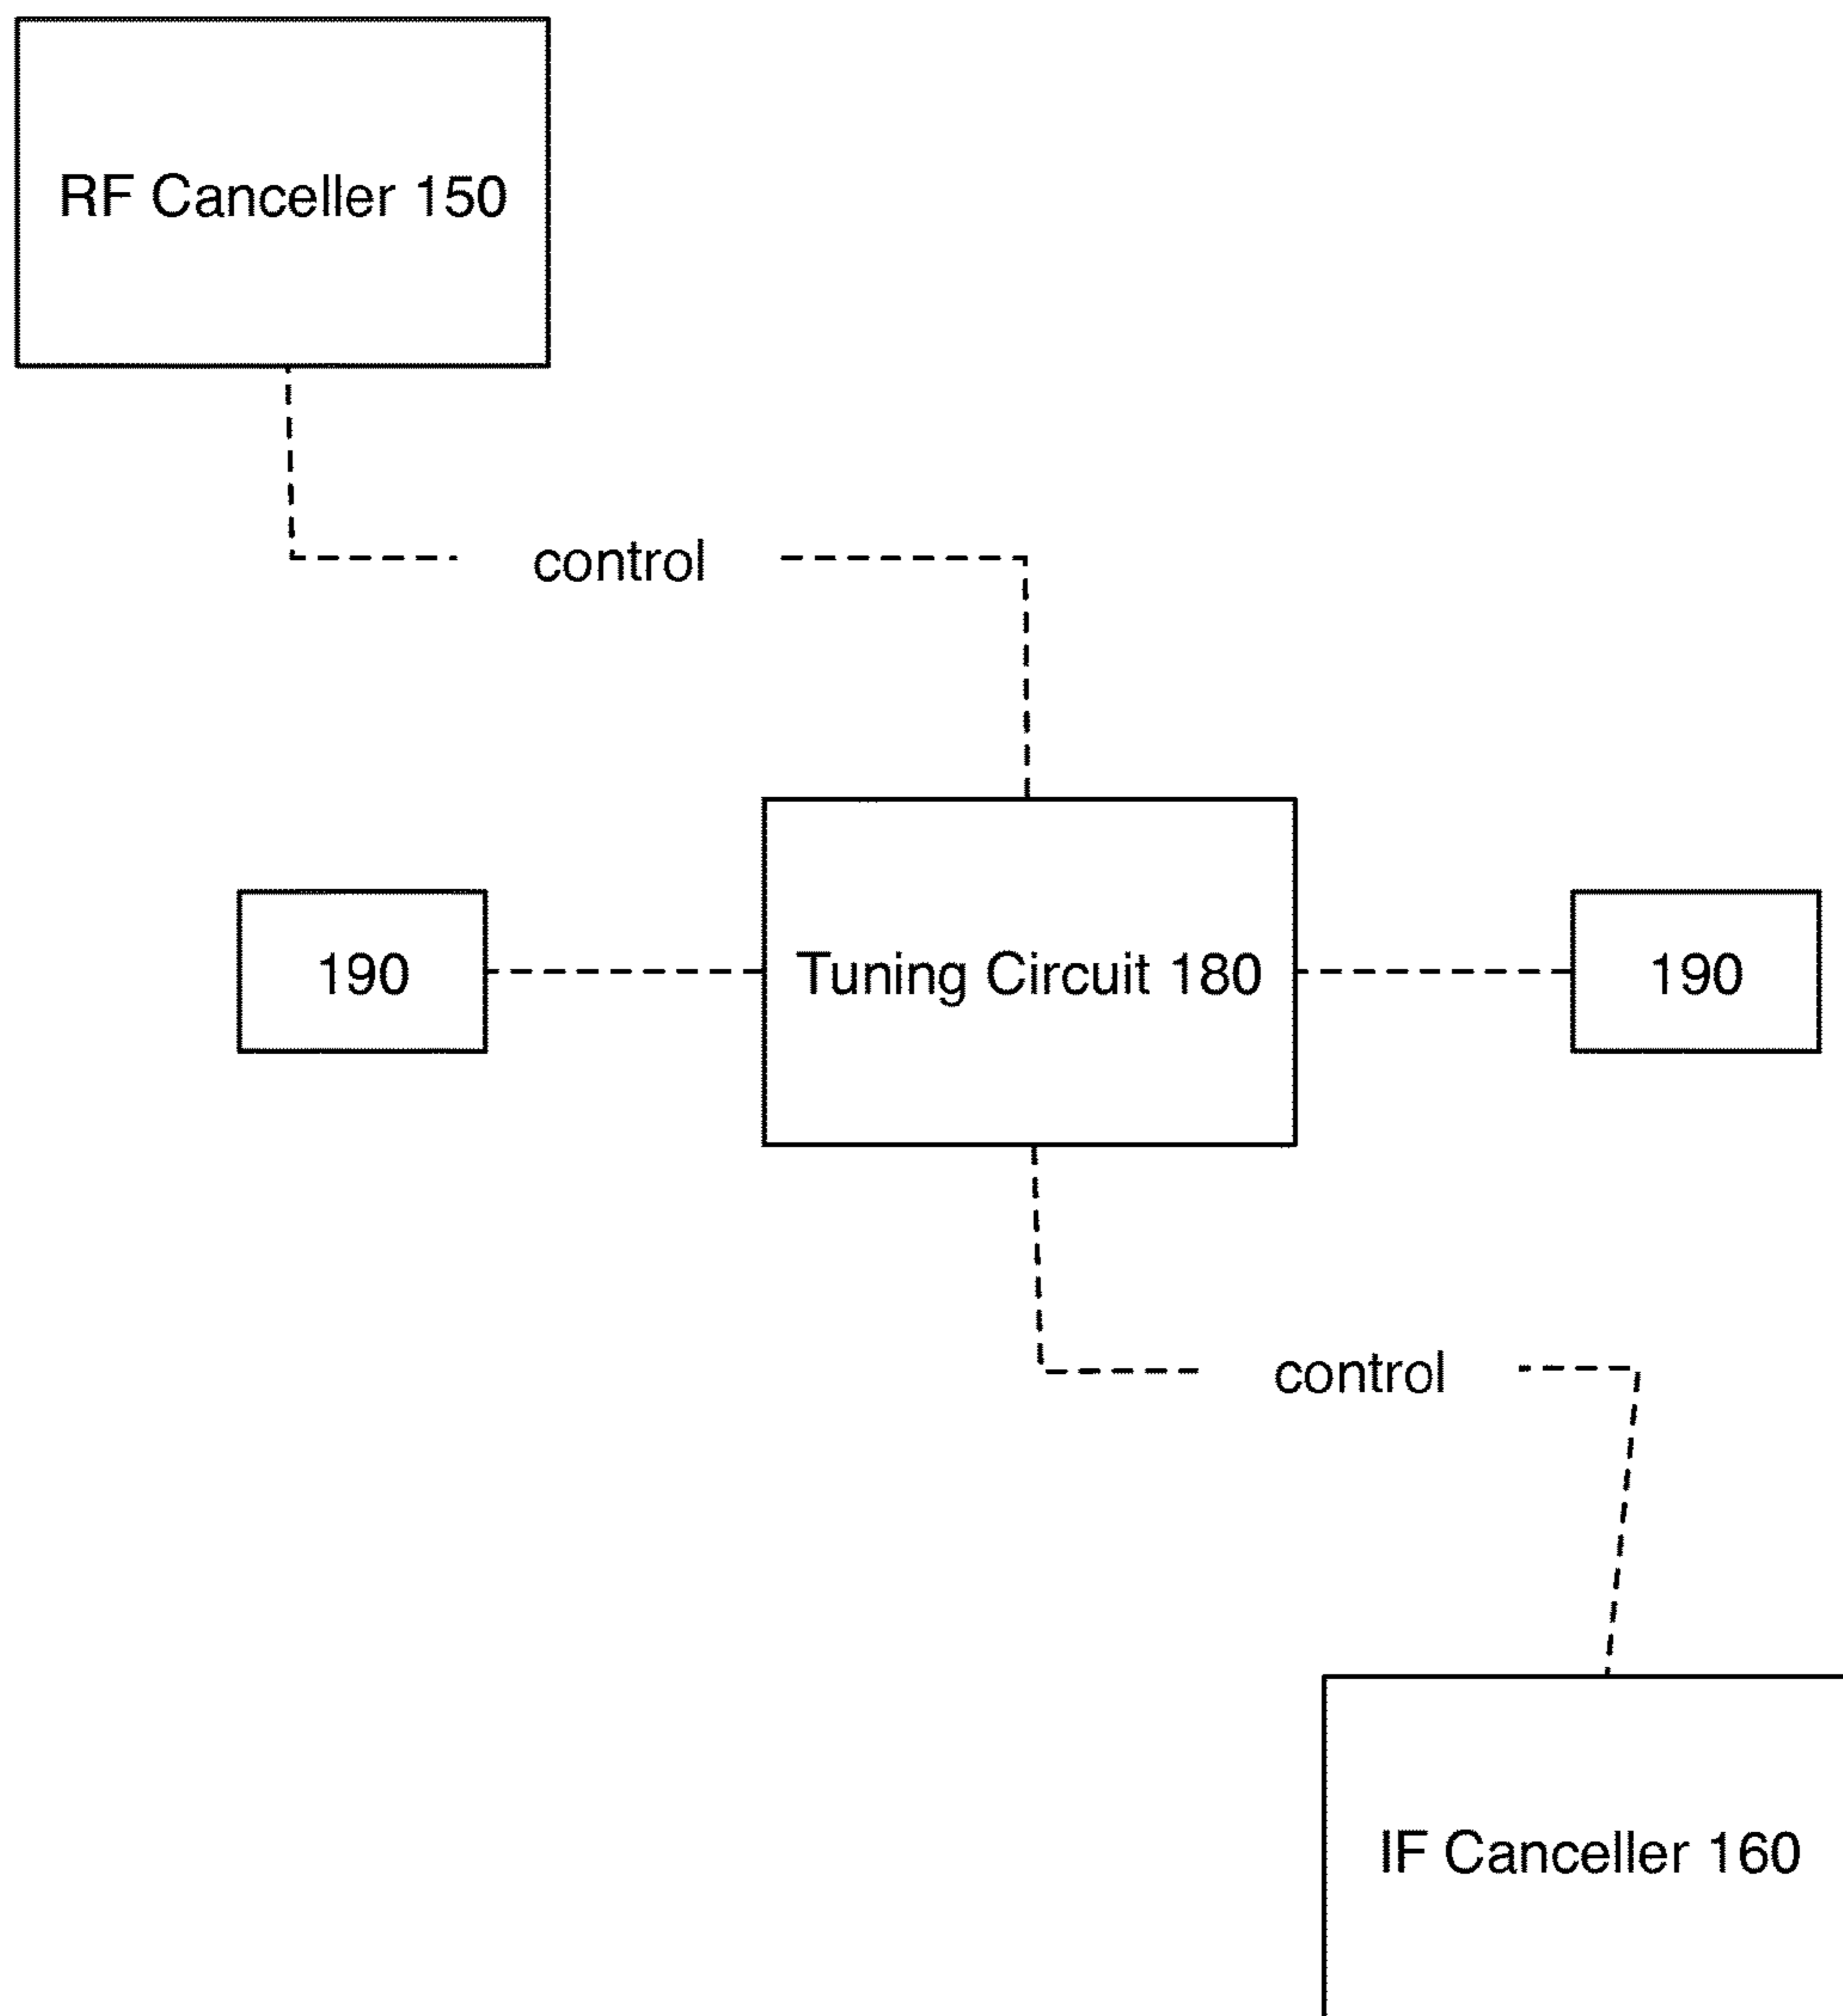 RF Canceller 150
control
190
Tuning Circuit 180
190
control
IF Canceller 160